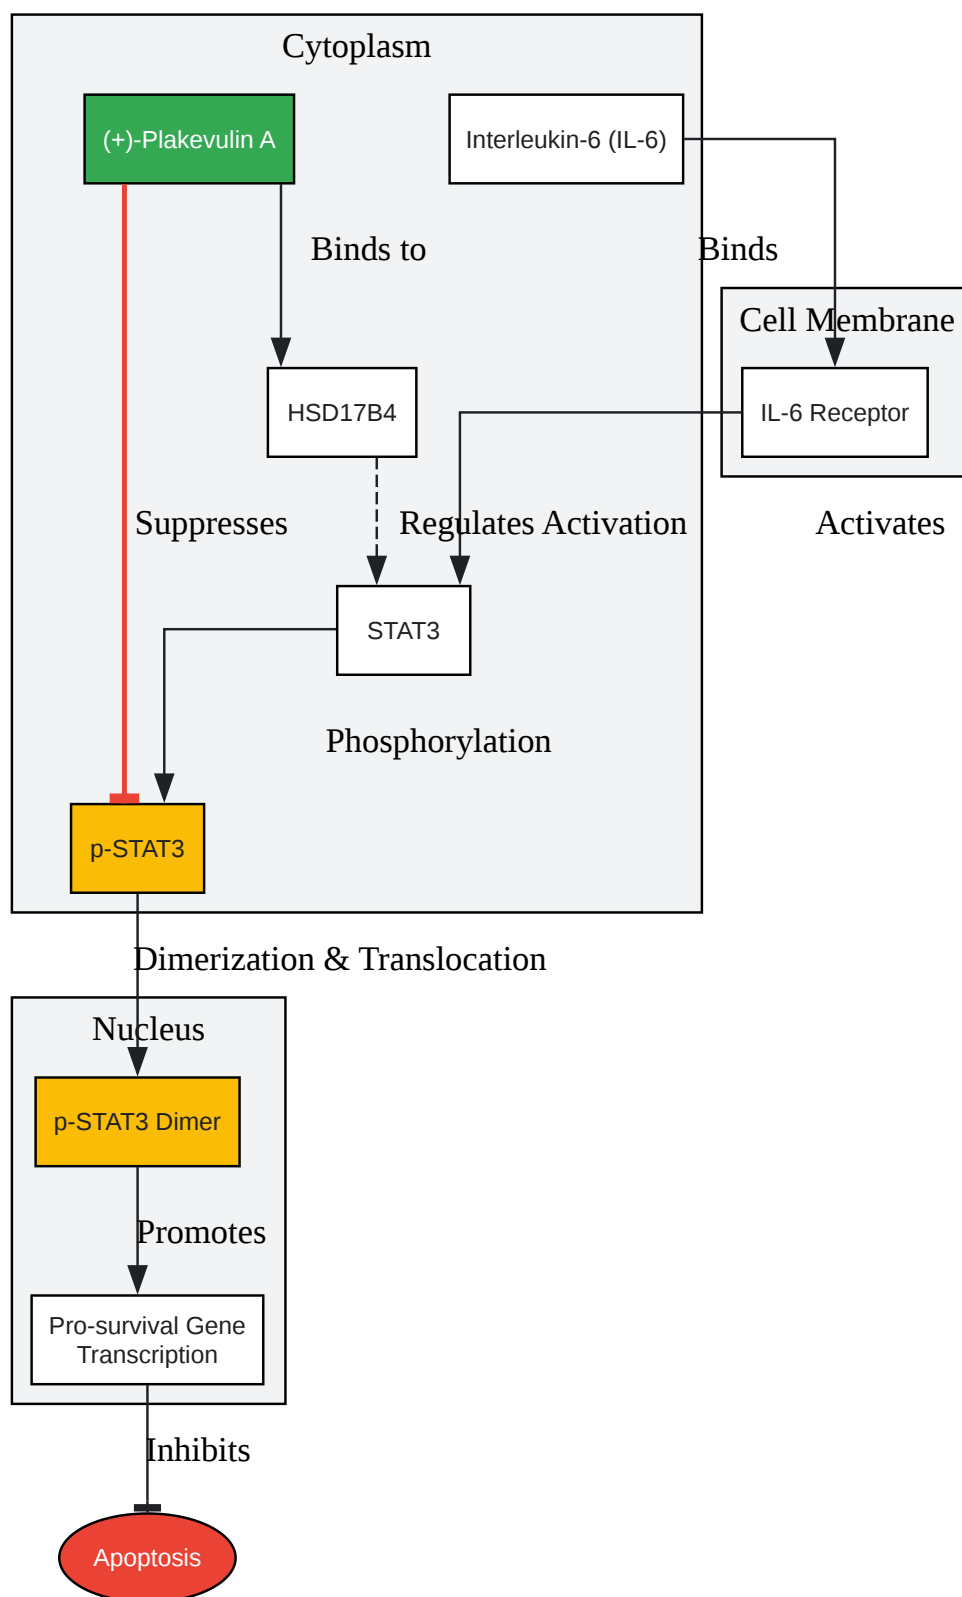 Cytoplasm
(+)-Plakevulin A
Interleukin-6 (IL-6)
Binds to
Binds
Cell Membrane
HSD17B4
IL-6 Receptor
Suppresses
Regulates Activation
Activates
STAT3
Phosphorylation
p-STAT3
Dimerization & Translocation
Nucleus
p-STAT3 Dimer
Promotes
Pro-survival Gene
Transcription
Inhibits
Apoptosis